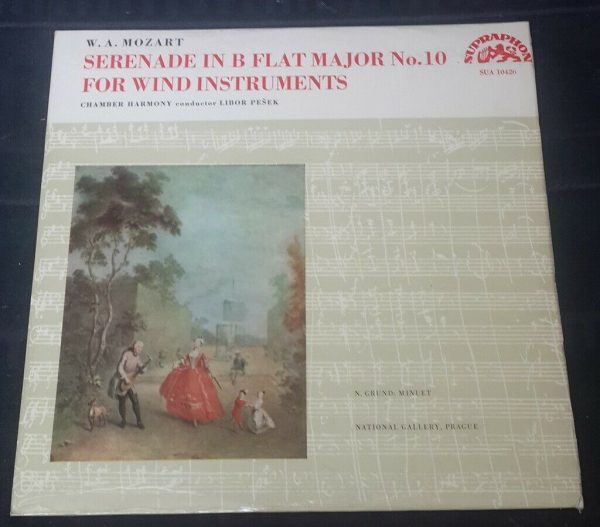 W. A. MOZART
SERENADE IN B FLAT MAJOR No. 10
FOR WIND INSTRUMENTS
CHAMBER HARMONY conductor LIBOR PEŠEK
SUPRAPHON
SUA 10426
N. GRUND: MINUET
NATIONAL GALLERY, PRAGUE